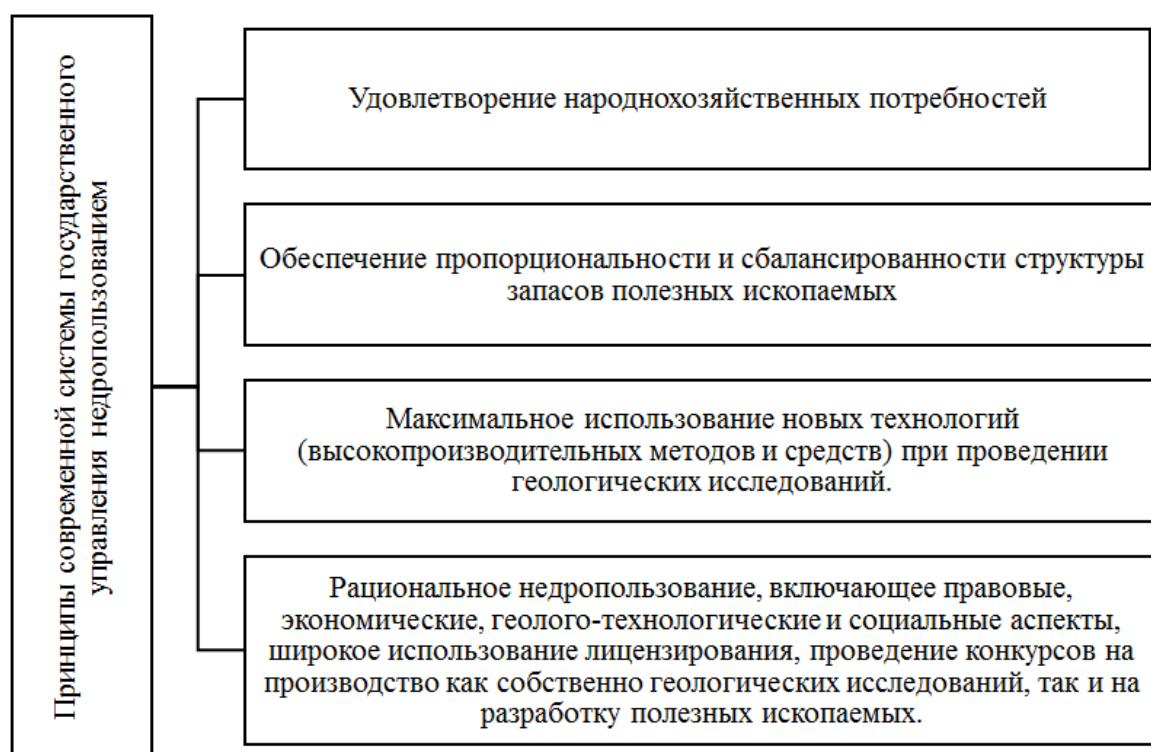 Принципы современной системы государственного
управления недропользованием
Удовлетворение народнохозяйственных потребностей
Обеспечение пропорциональности и сбалансированности структуры
запасов полезных ископаемых
Максимальное использование новых технологий
(высокопроизводительных методов и средств) при проведении
геологических исследований.
Рациональное недропользование, включающее правовые,
экономические, геолого-технологические и социальные аспекты,
широкое использование лицензирования, проведение конкурсов на
производство как собственно геологических исследований, так и на
разработку полезных ископаемых.